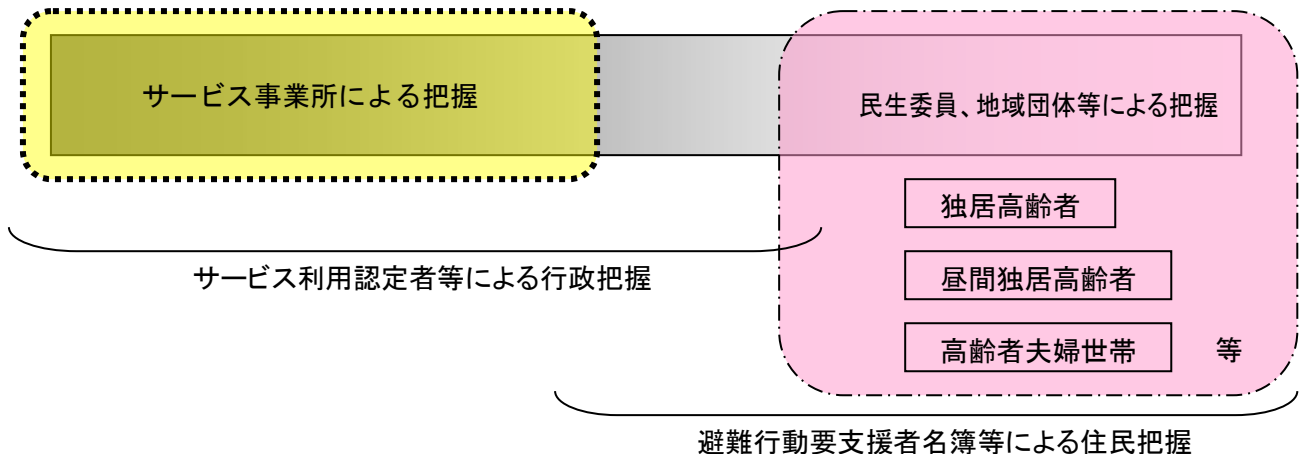 サービス事業所による把握
民生委員、地域団体等による把握
独居高齢者
サービス利用認定者等による行政把握
昼間独居高齢者
高齢者夫婦世帯 等
避難行動要支援者名簿等による住民把握